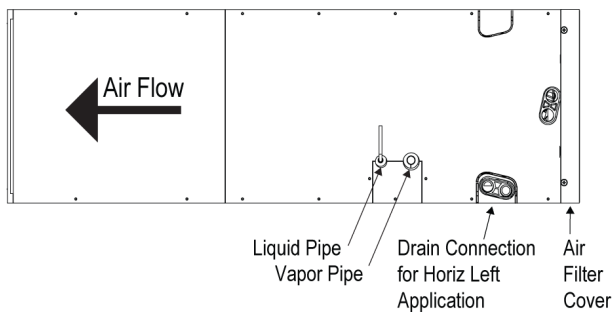 Air Flow
Liquid Pipe
Vapor Pipe
Drain Connection
for Horiz Left
Application
Air
Filter
Cover